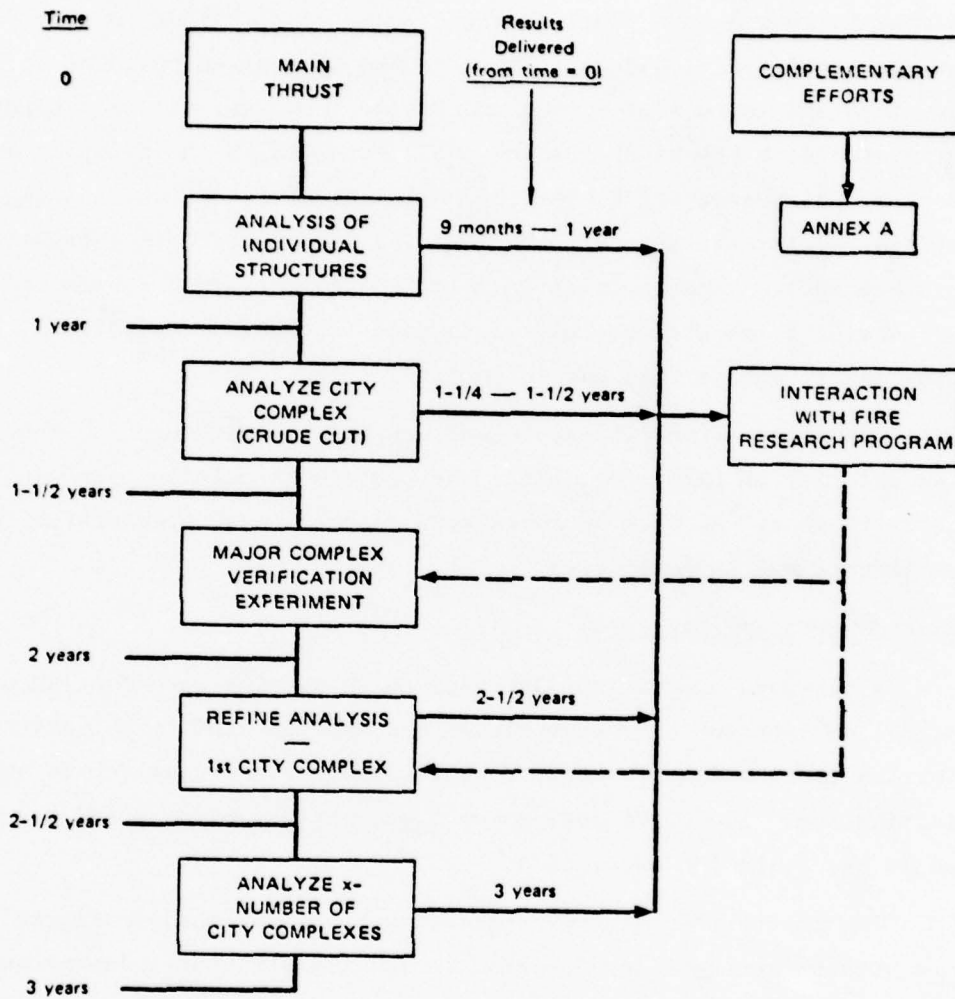 Time
0
MAIN
THRUST
Results
Delivered
(from time = 0)
COMPLEMENTARY
EFFORTS
ANNEX A
ANALYSIS OF
INDIVIDUAL
STRUCTURES
9 months — 1 year
1 year
ANALYZE CITY
COMPLEX
(CRUDE CUT)
1-1/4 — 1-1/2 years
INTERACTION
WITH FIRE
RESEARCH PROGRAM
1-1/2 years
MAJOR COMPLEX
VERIFICATION
EXPERIMENT
2 years
REFINE ANALYSIS
—
1st CITY COMPLEX
2-1/2 years
2-1/2 years
ANALYZE x-
NUMBER OF
CITY COMPLEXES
3 years
3 years